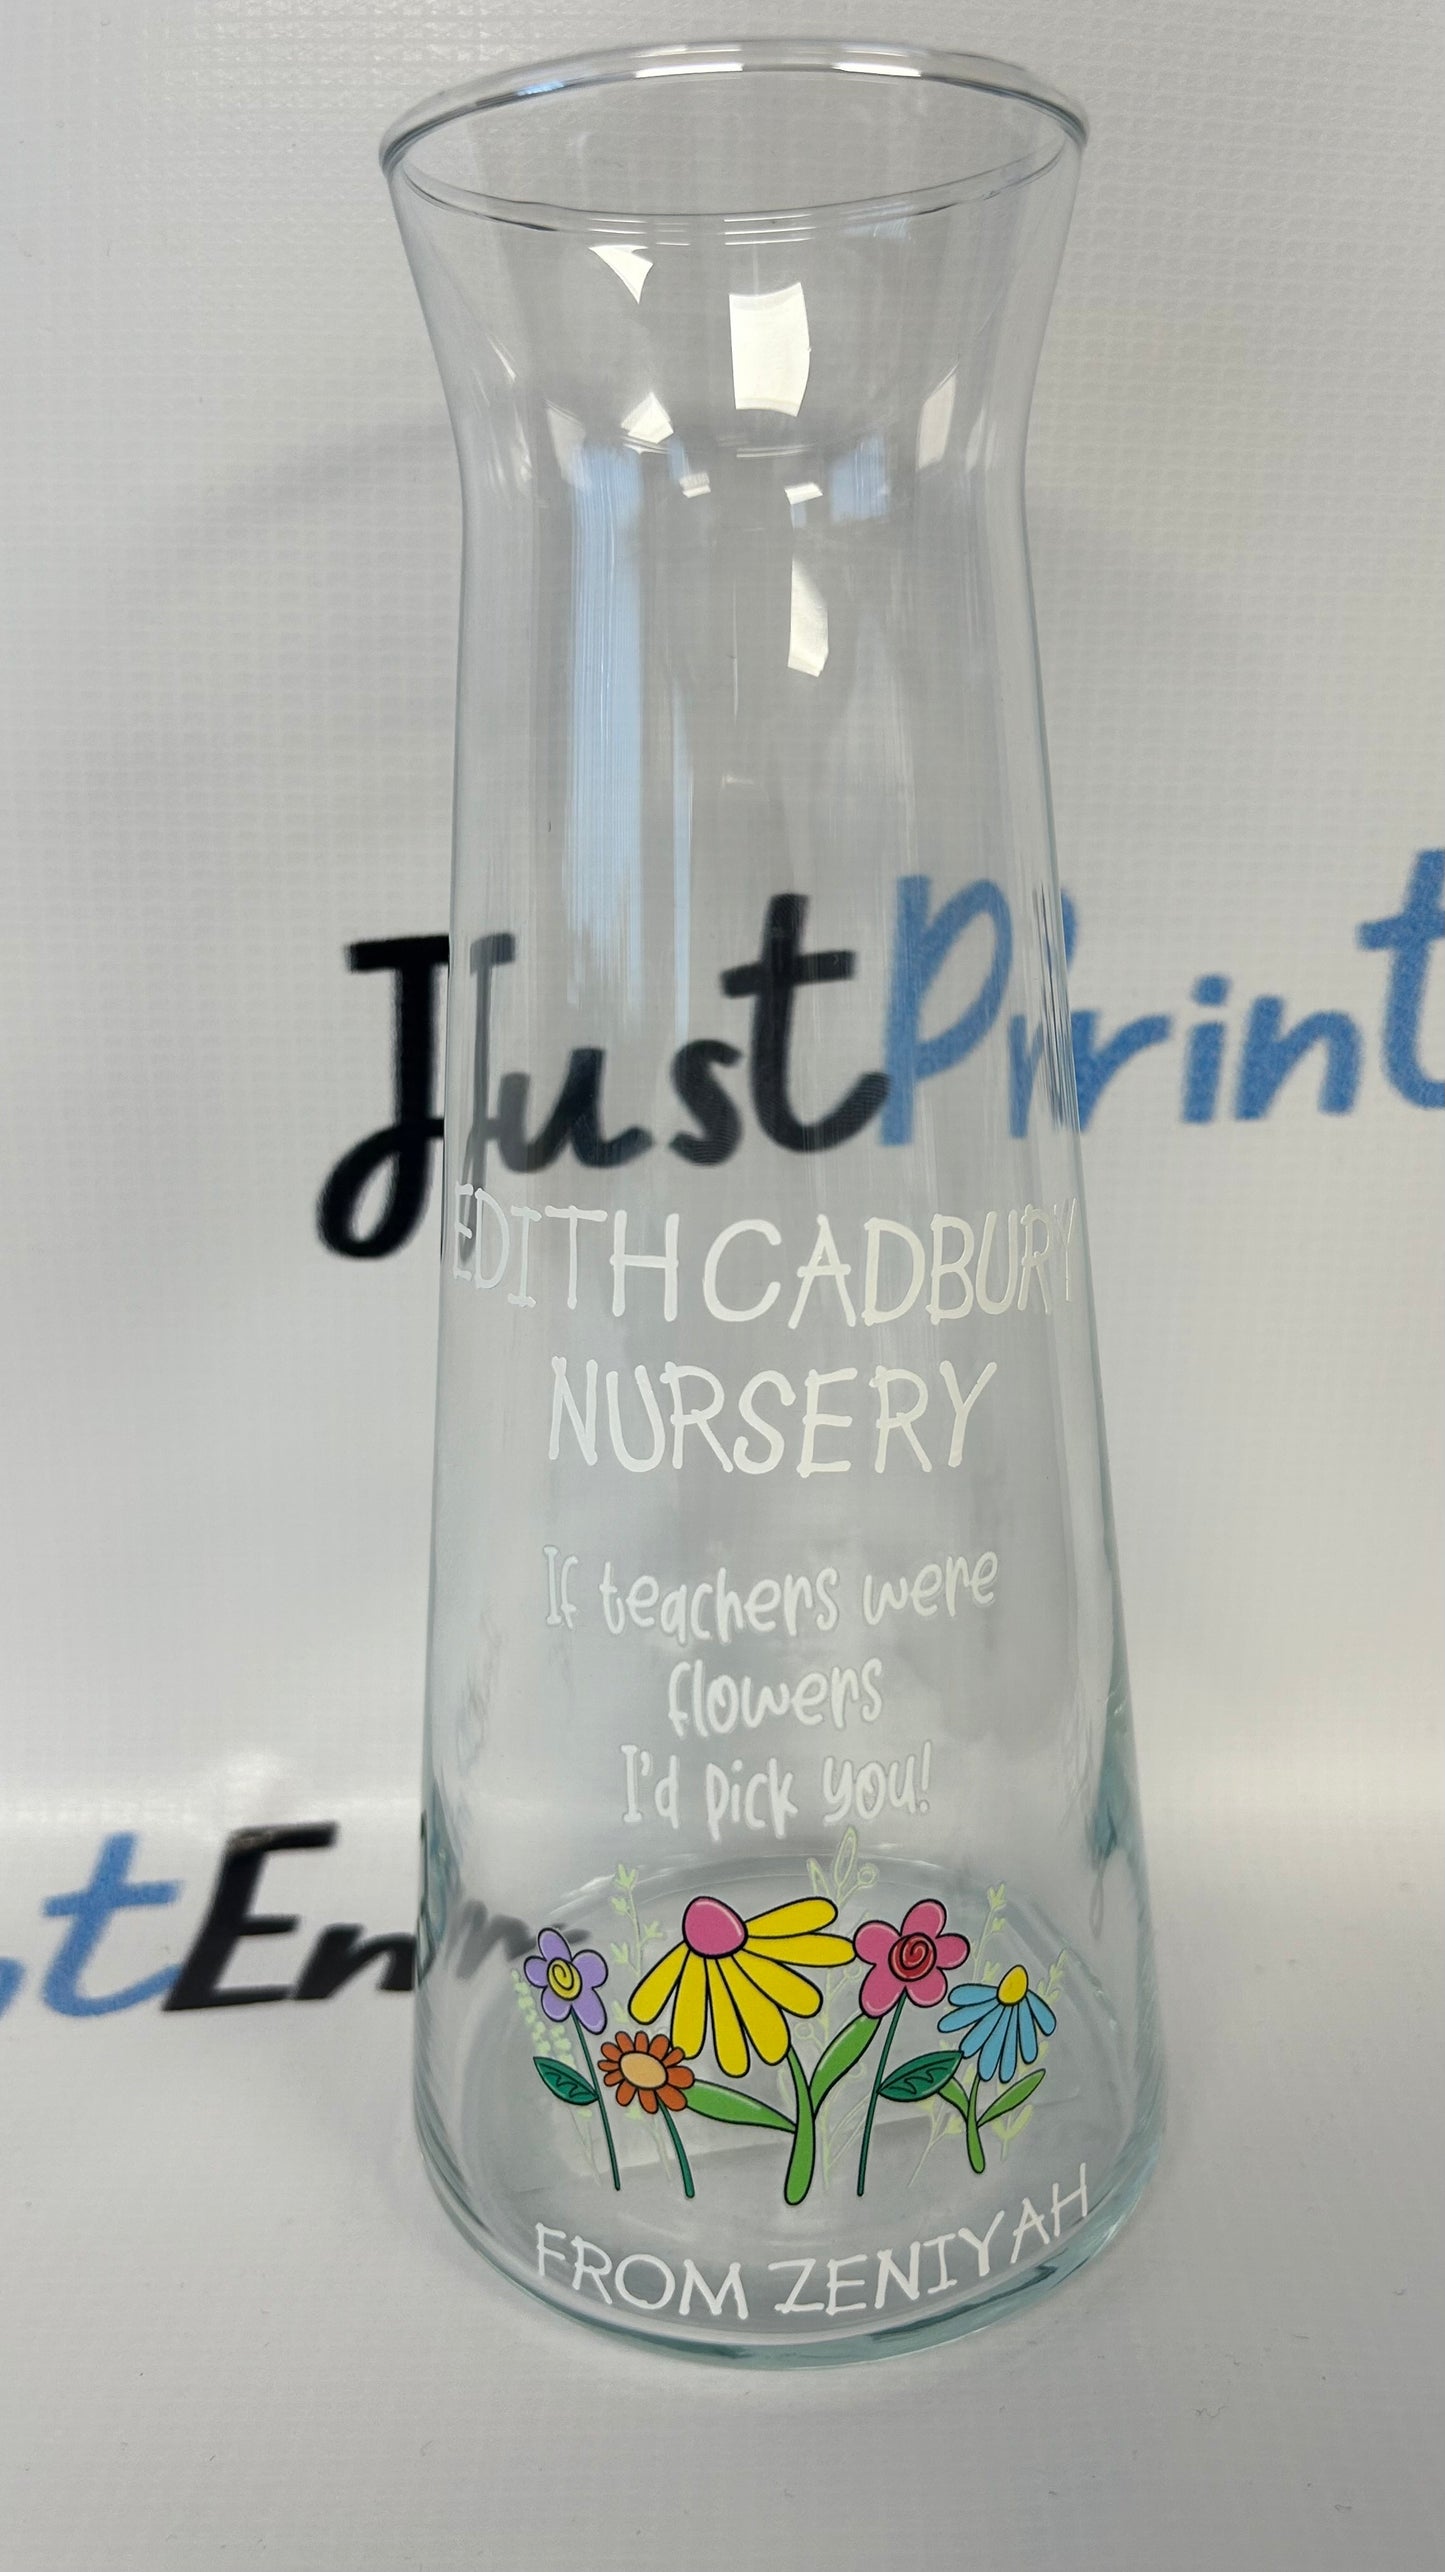 JustPrint
EDITH CADBURY
NURSERY
If teachers were
flowers
I'd pick you!
FROM ZENIYAH